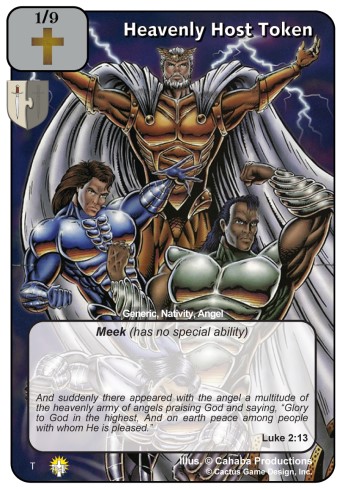 1/9
Heavenly Host Token
Generic, Nativity, Angel
Meek (has no special ability)
And suddenly there appeared with the angel a multitude of
the heavenly army of angels praising God and saying, “Glory
to God in the highest, And on earth peace among people
with whom He is pleased.”
Luke 2:13
T
Illus. © Cahaba Productions
© Cactus Game Design, Inc.